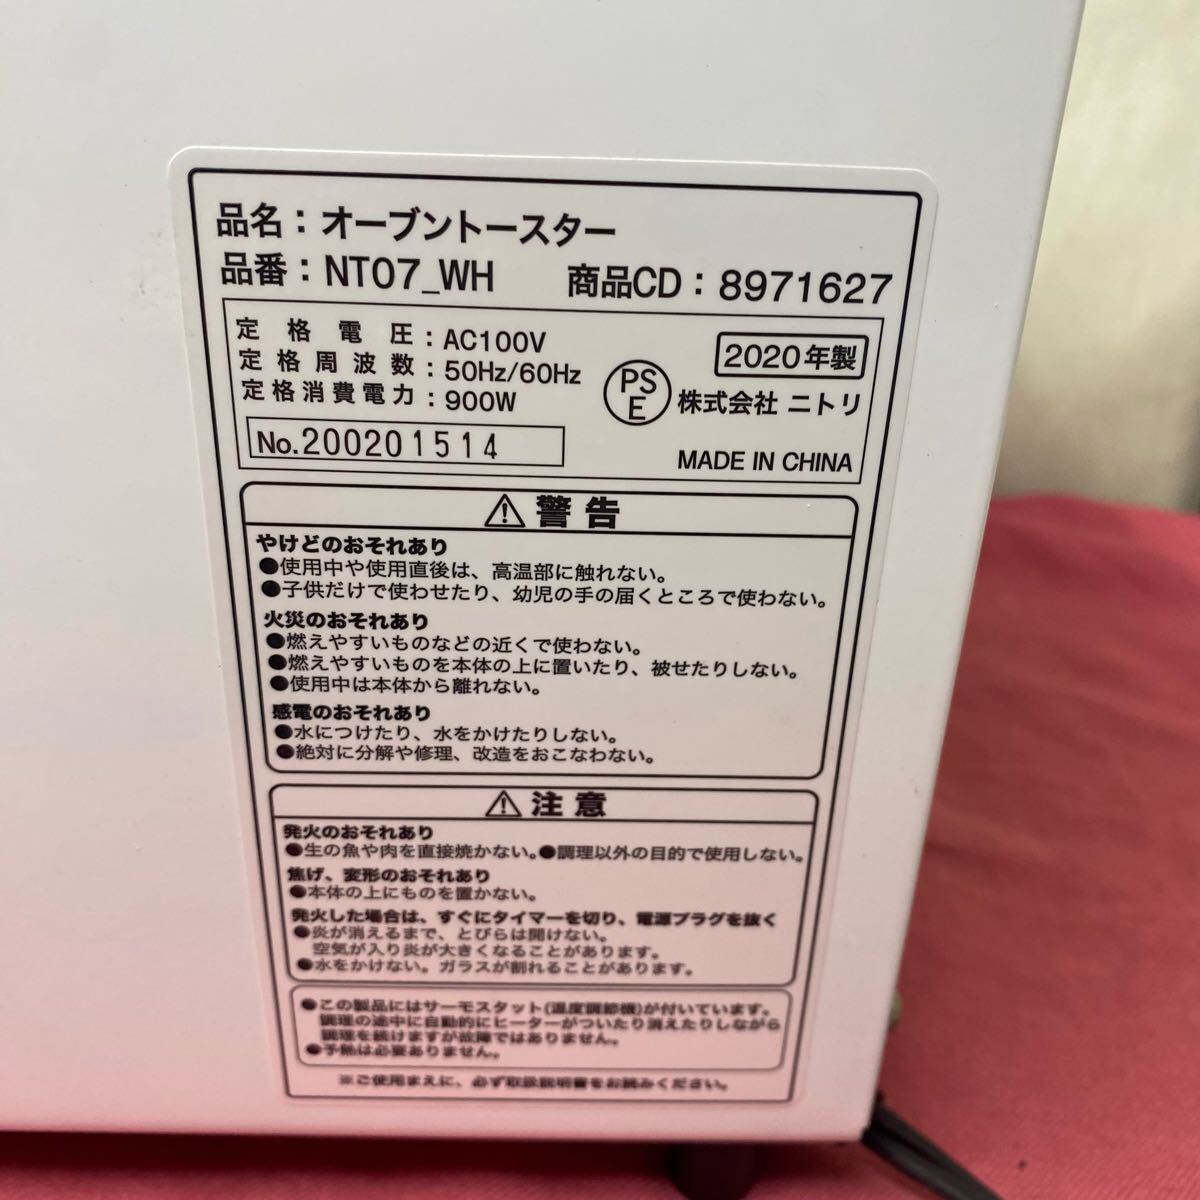 品名：オーブントースター
品番：NT07_WH　商品CD：8971627
定格電圧：AC100V
定格周波数：50Hz/60Hz
定格消費電力：900W
No.200201514
2020年製
PSE 株式会社 ニトリ
MADE IN CHINA
⚠警告
やけどのおそれあり
●使用中や使用直後は、高温部に触れない。
●子供だけで使わせたり、幼児の手の届くところで使わない。
火災のおそれあり
●燃えやすいものなどの近くで使わない。
●燃えやすいものを本体の上に置いたり、被せたりしない。
●使用中は本体から離れない。
感電のおそれあり
●水につけたり、水をかけたりしない。
●絶対に分解や修理、改造をおこなわない。
⚠注意
発火のおそれあり
●生の魚や肉を直接焼かない。●調理以外の目的で使用しない。
焦げ、変形のおそれあり
●本体の上にものを置かない。
発火した場合は、すぐにタイマーを切り、電源プラグを抜く
●炎が消えるまで、とびらは開けない。
空気が入り炎が大きくなることがあります。
●水をかけない。ガラスが割れることがあります。
●この製品にはサーモスタット(温度調節機)が付いています。
調理の途中に自動的にヒーターがついたり消えたりしながら
調理を続けますが故障ではありません。
●予熱は必要ありません。
※ご使用まえに、必ず取扱説明書をお読みください。